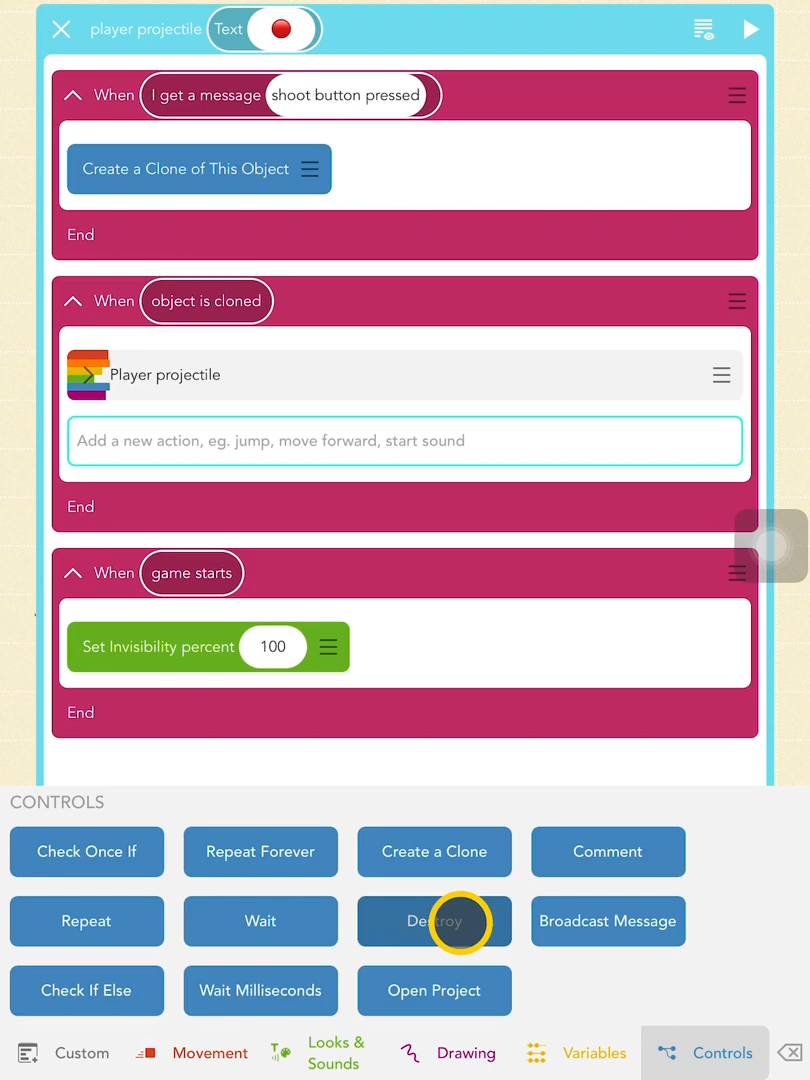 player projectile Text
When I get a message shoot button pressed
Create a Clone of This Object
End
When object is cloned
Player projectile
Add a new action, eg. jump, move forward, start sound
End
When game starts
Set Invisibility percent 100
End
CONTROLS
Check Once If Repeat Forever Create a Clone Comment
Repeat Wait Destroy Broadcast Message
Check If Else Wait Milliseconds Open Project
Custom Movement Looks & Sounds Drawing Variables Controls